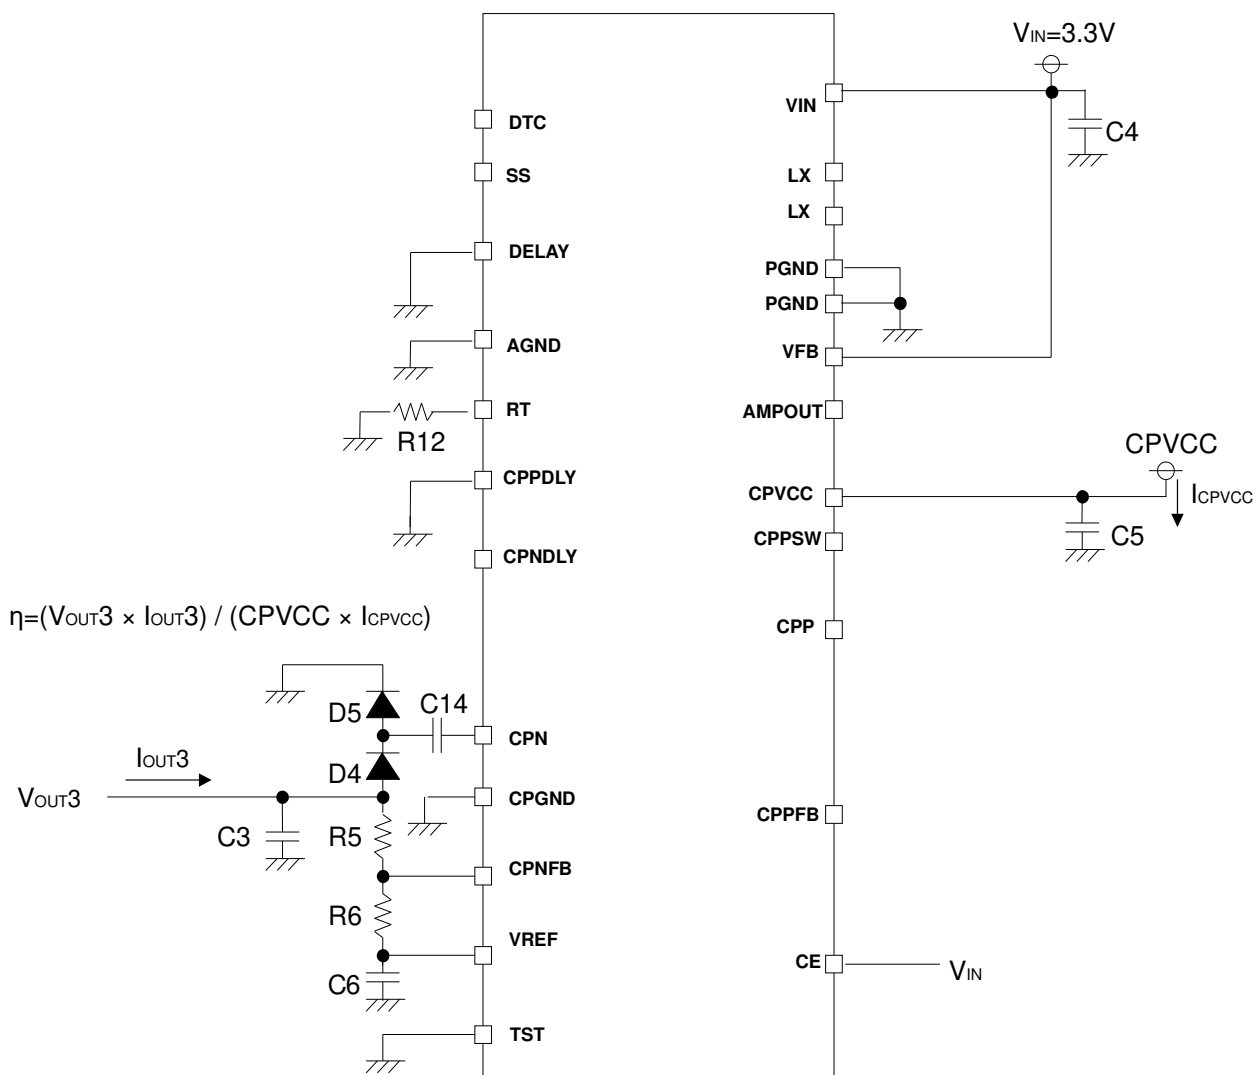 VIN=3.3V
VIN
C4
DTC
SS
LX
LX
DELAY
PGND
PGND
AGND
VFB
RT
R12
AMPOUT
CPVCC
CPPDLY
CPVCC
ICPVCC
C5
CPPSW
CPNDLY
η=(VOUT3 × IOUT3) / (CPVCC × ICPVCC)
CPP
D5
C14
CPN
IOUT3
D4
VOUT3
CPGND
C3
R5
CPPFB
CPNFB
R6
VREF
CE
VIN
C6
TST